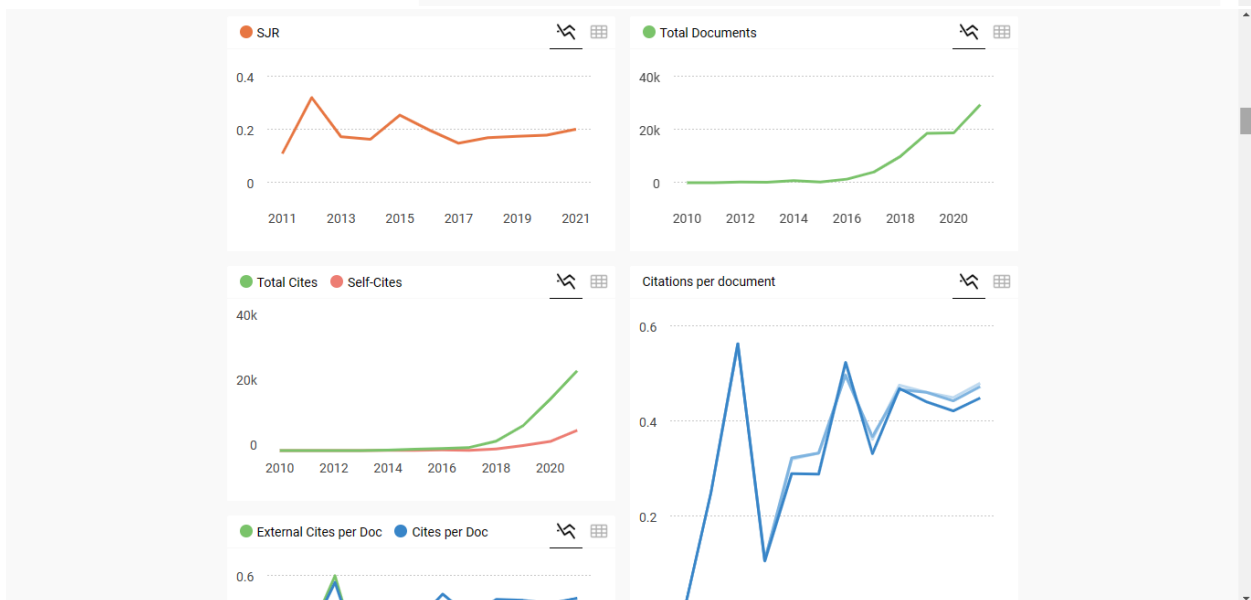 SJR
0.4
0.2
0
2011 2013 2015 2017 2019 2021
Total Documents
40k
20k
0
2010 2012 2014 2016 2018 2020
Total Cites Self-Cites
40k
20k
0
2010 2012 2014 2016 2018 2020
Citations per document
0.6
0.4
0.2
External Cites per Doc Cites per Doc
0.6